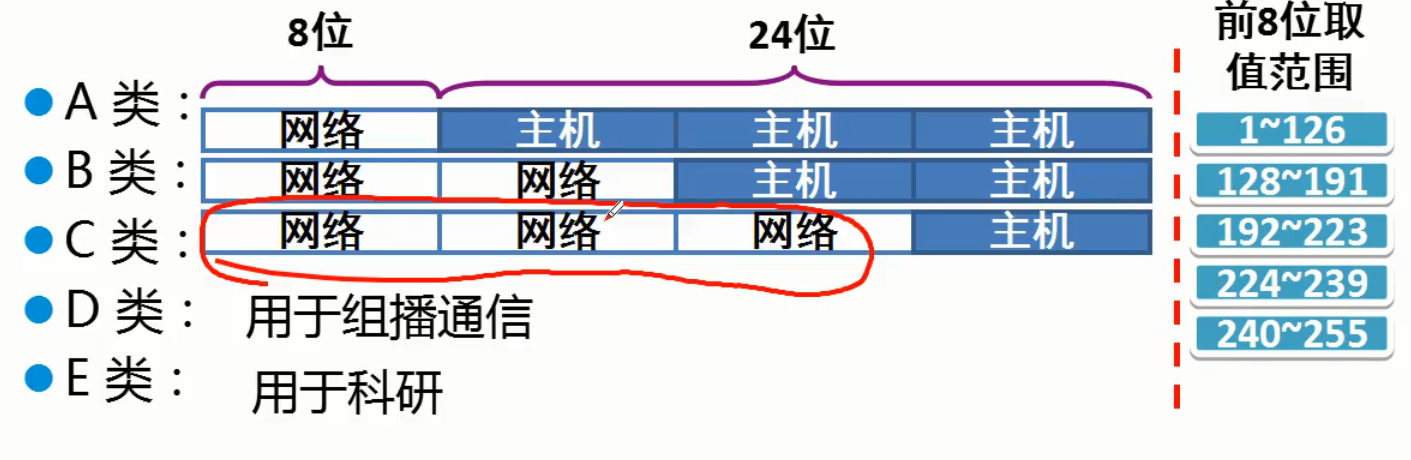 8位 24位 前8位取
值范围
A 类： 网络 主机 主机 主机 1~126
B 类： 网络 网络 主机 主机 128~191
C 类： 网络 网络 网络 主机 192~223
D 类： 用于组播通信 224~239
E 类： 用于科研 240~255